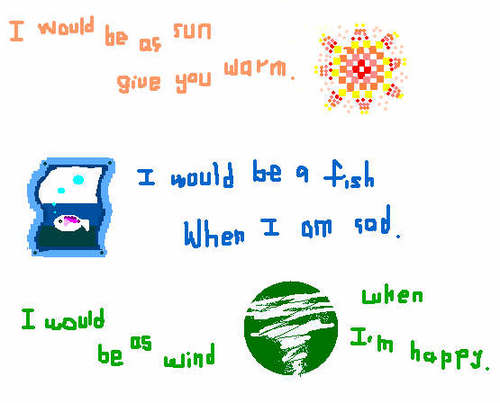 I would be as sun
give you warm.
I would be a fish
When I am sad.
I would be as wind
when I'm happy.